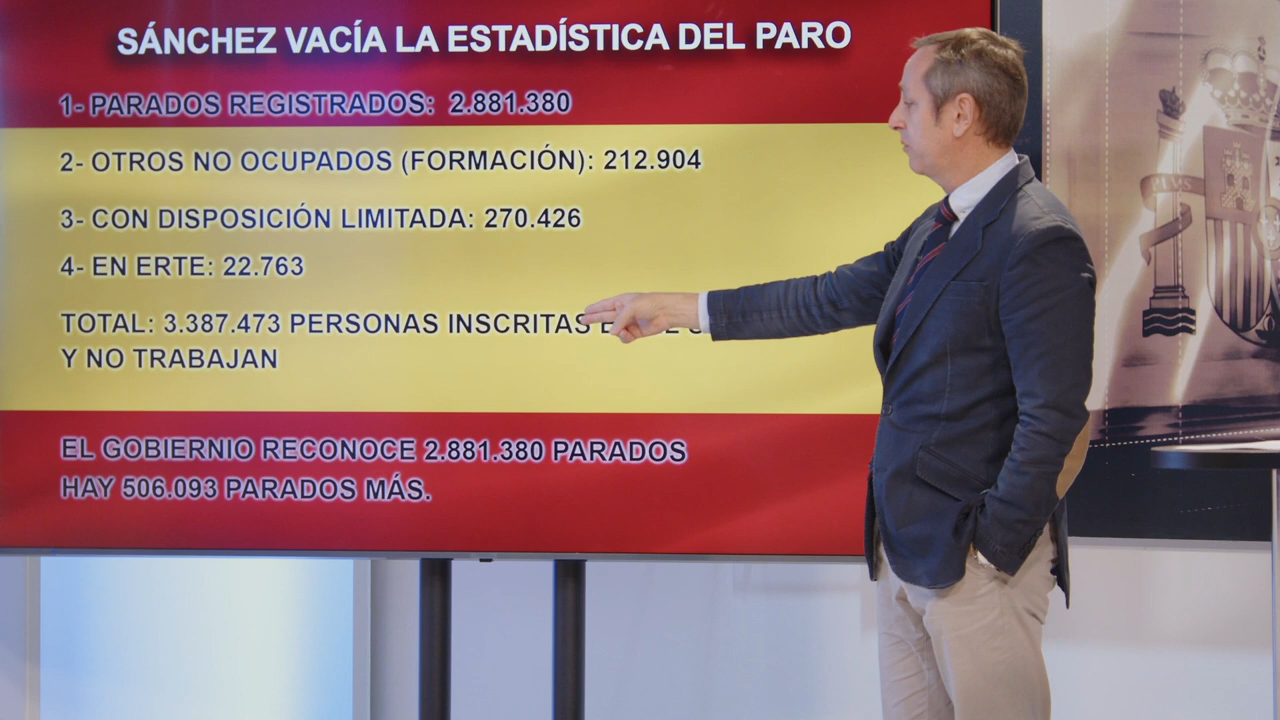 SÁNCHEZ VACÍA LA ESTADÍSTICA DEL PARO
1- PARADOS REGISTRADOS: 2.881.380
2- OTROS NO OCUPADOS (FORMACIÓN): 212.904
3- CON DISPOSICIÓN LIMITADA: 270.426
4- EN ERTE: 22.763
TOTAL: 3.387.473 PERSONAS INSCRITAS
Y NO TRABAJAN
EL GOBIERNIO RECONOCE 2.881.380 PARADOS
HAY 506.093 PARADOS MÁS.
PLVS